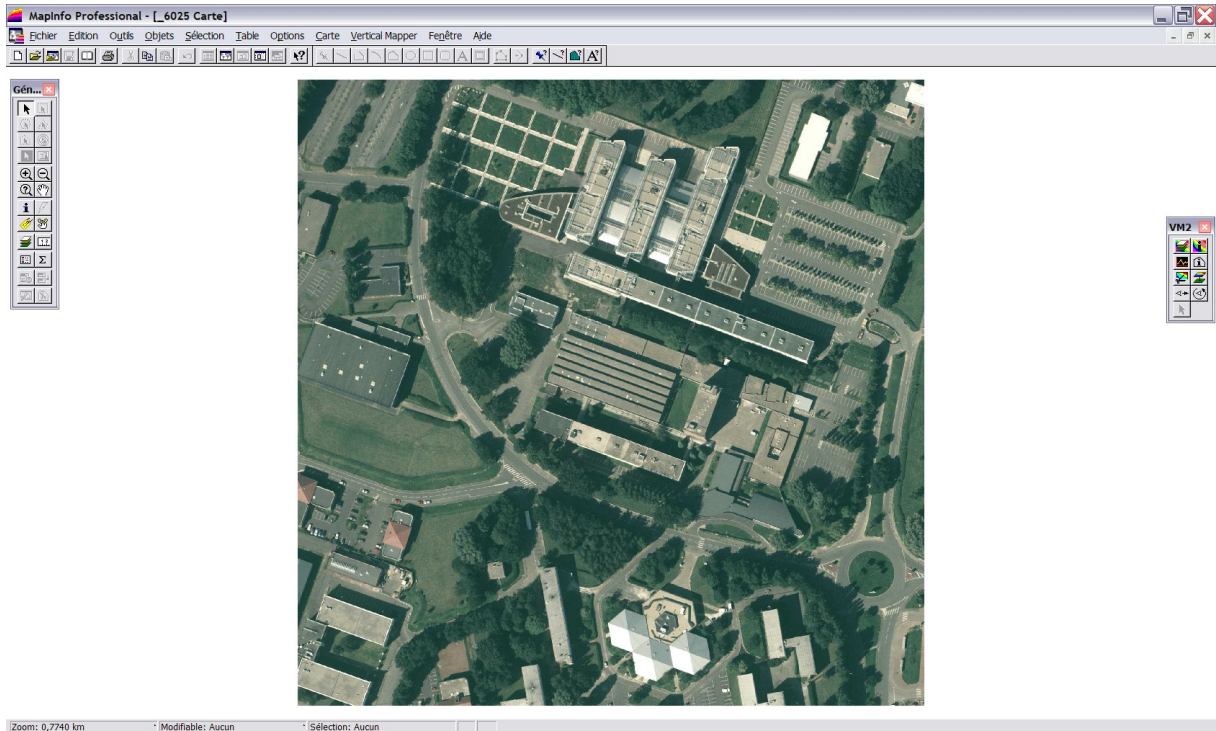 MapInfo Professional - [_6025 Carte]
Fichier Edition Outils Objets Sélection Table Options Carte Vertical Mapper Fenêtre Aide
Gén...
VM2
Zoom: 0,7740 km Modifiable: Aucun Sélection: Aucun